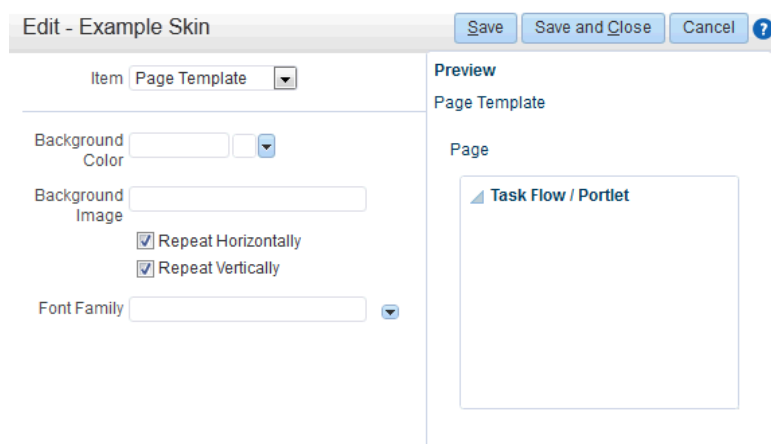 Edit - Example Skin
Save
Save and Close
Cancel
?
Item
Page Template
Background
Color
Background
Image
Repeat Horizontally
Repeat Vertically
Font Family
Preview
Page Template
Page
Task Flow / Portlet